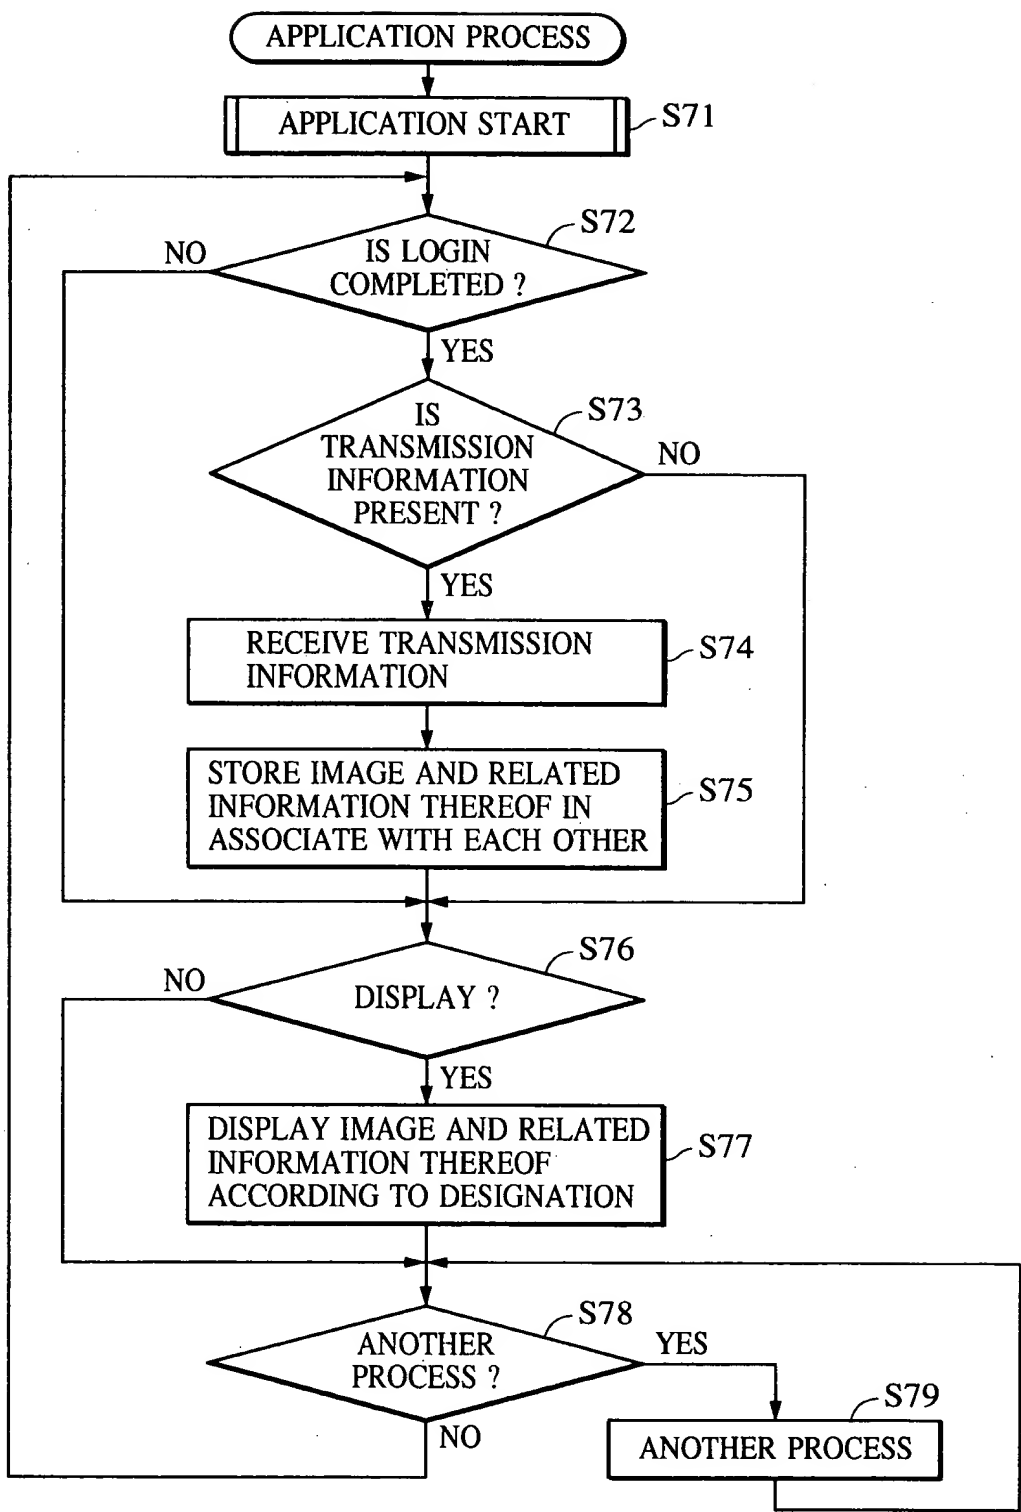 APPLICATION PROCESS
APPLICATION START
S71
S72
IS LOGIN
COMPLETED ?
NO
YES
S73
IS
TRANSMISSION
INFORMATION
PRESENT ?
NO
YES
RECEIVE TRANSMISSION
INFORMATION
S74
STORE IMAGE AND RELATED
INFORMATION THEREOF IN
ASSOCIATE WITH EACH OTHER
S75
S76
NO
DISPLAY ?
YES
DISPLAY IMAGE AND RELATED
INFORMATION THEREOF
ACCORDING TO DESIGNATION
S77
S78
ANOTHER
PROCESS ?
YES
NO
S79
ANOTHER PROCESS